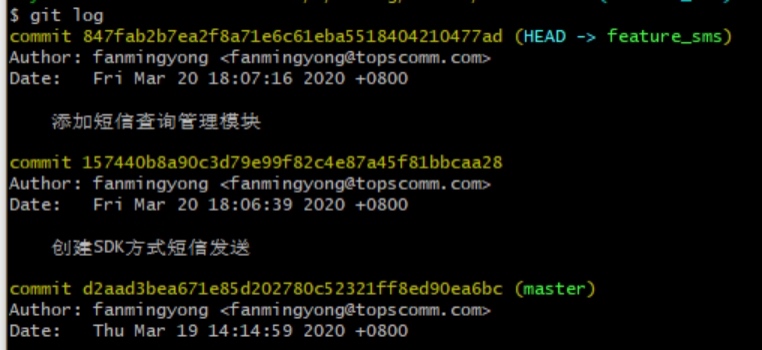 $ git log
commit 847fab2b7ea2f8a71e6c61eba5518404210477ad (HEAD -> feature_sms)
Author: fanmingyong <fanmingyong@topscomm.com>
Date:   Fri Mar 20 18:07:16 2020 +0800
添加短信查询管理模块
commit 157440b8a90c3d79e99f82c4e87a45f81bbcaa28
Author: fanmingyong <fanmingyong@topscomm.com>
Date:   Fri Mar 20 18:06:39 2020 +0800
创建SDK方式短信发送
commit d2aad3bea671e85d202780c52321ff8ed90ea6bc (master)
Author: fanmingyong <fanmingyong@topscomm.com>
Date:   Thu Mar 19 14:14:59 2020 +0800